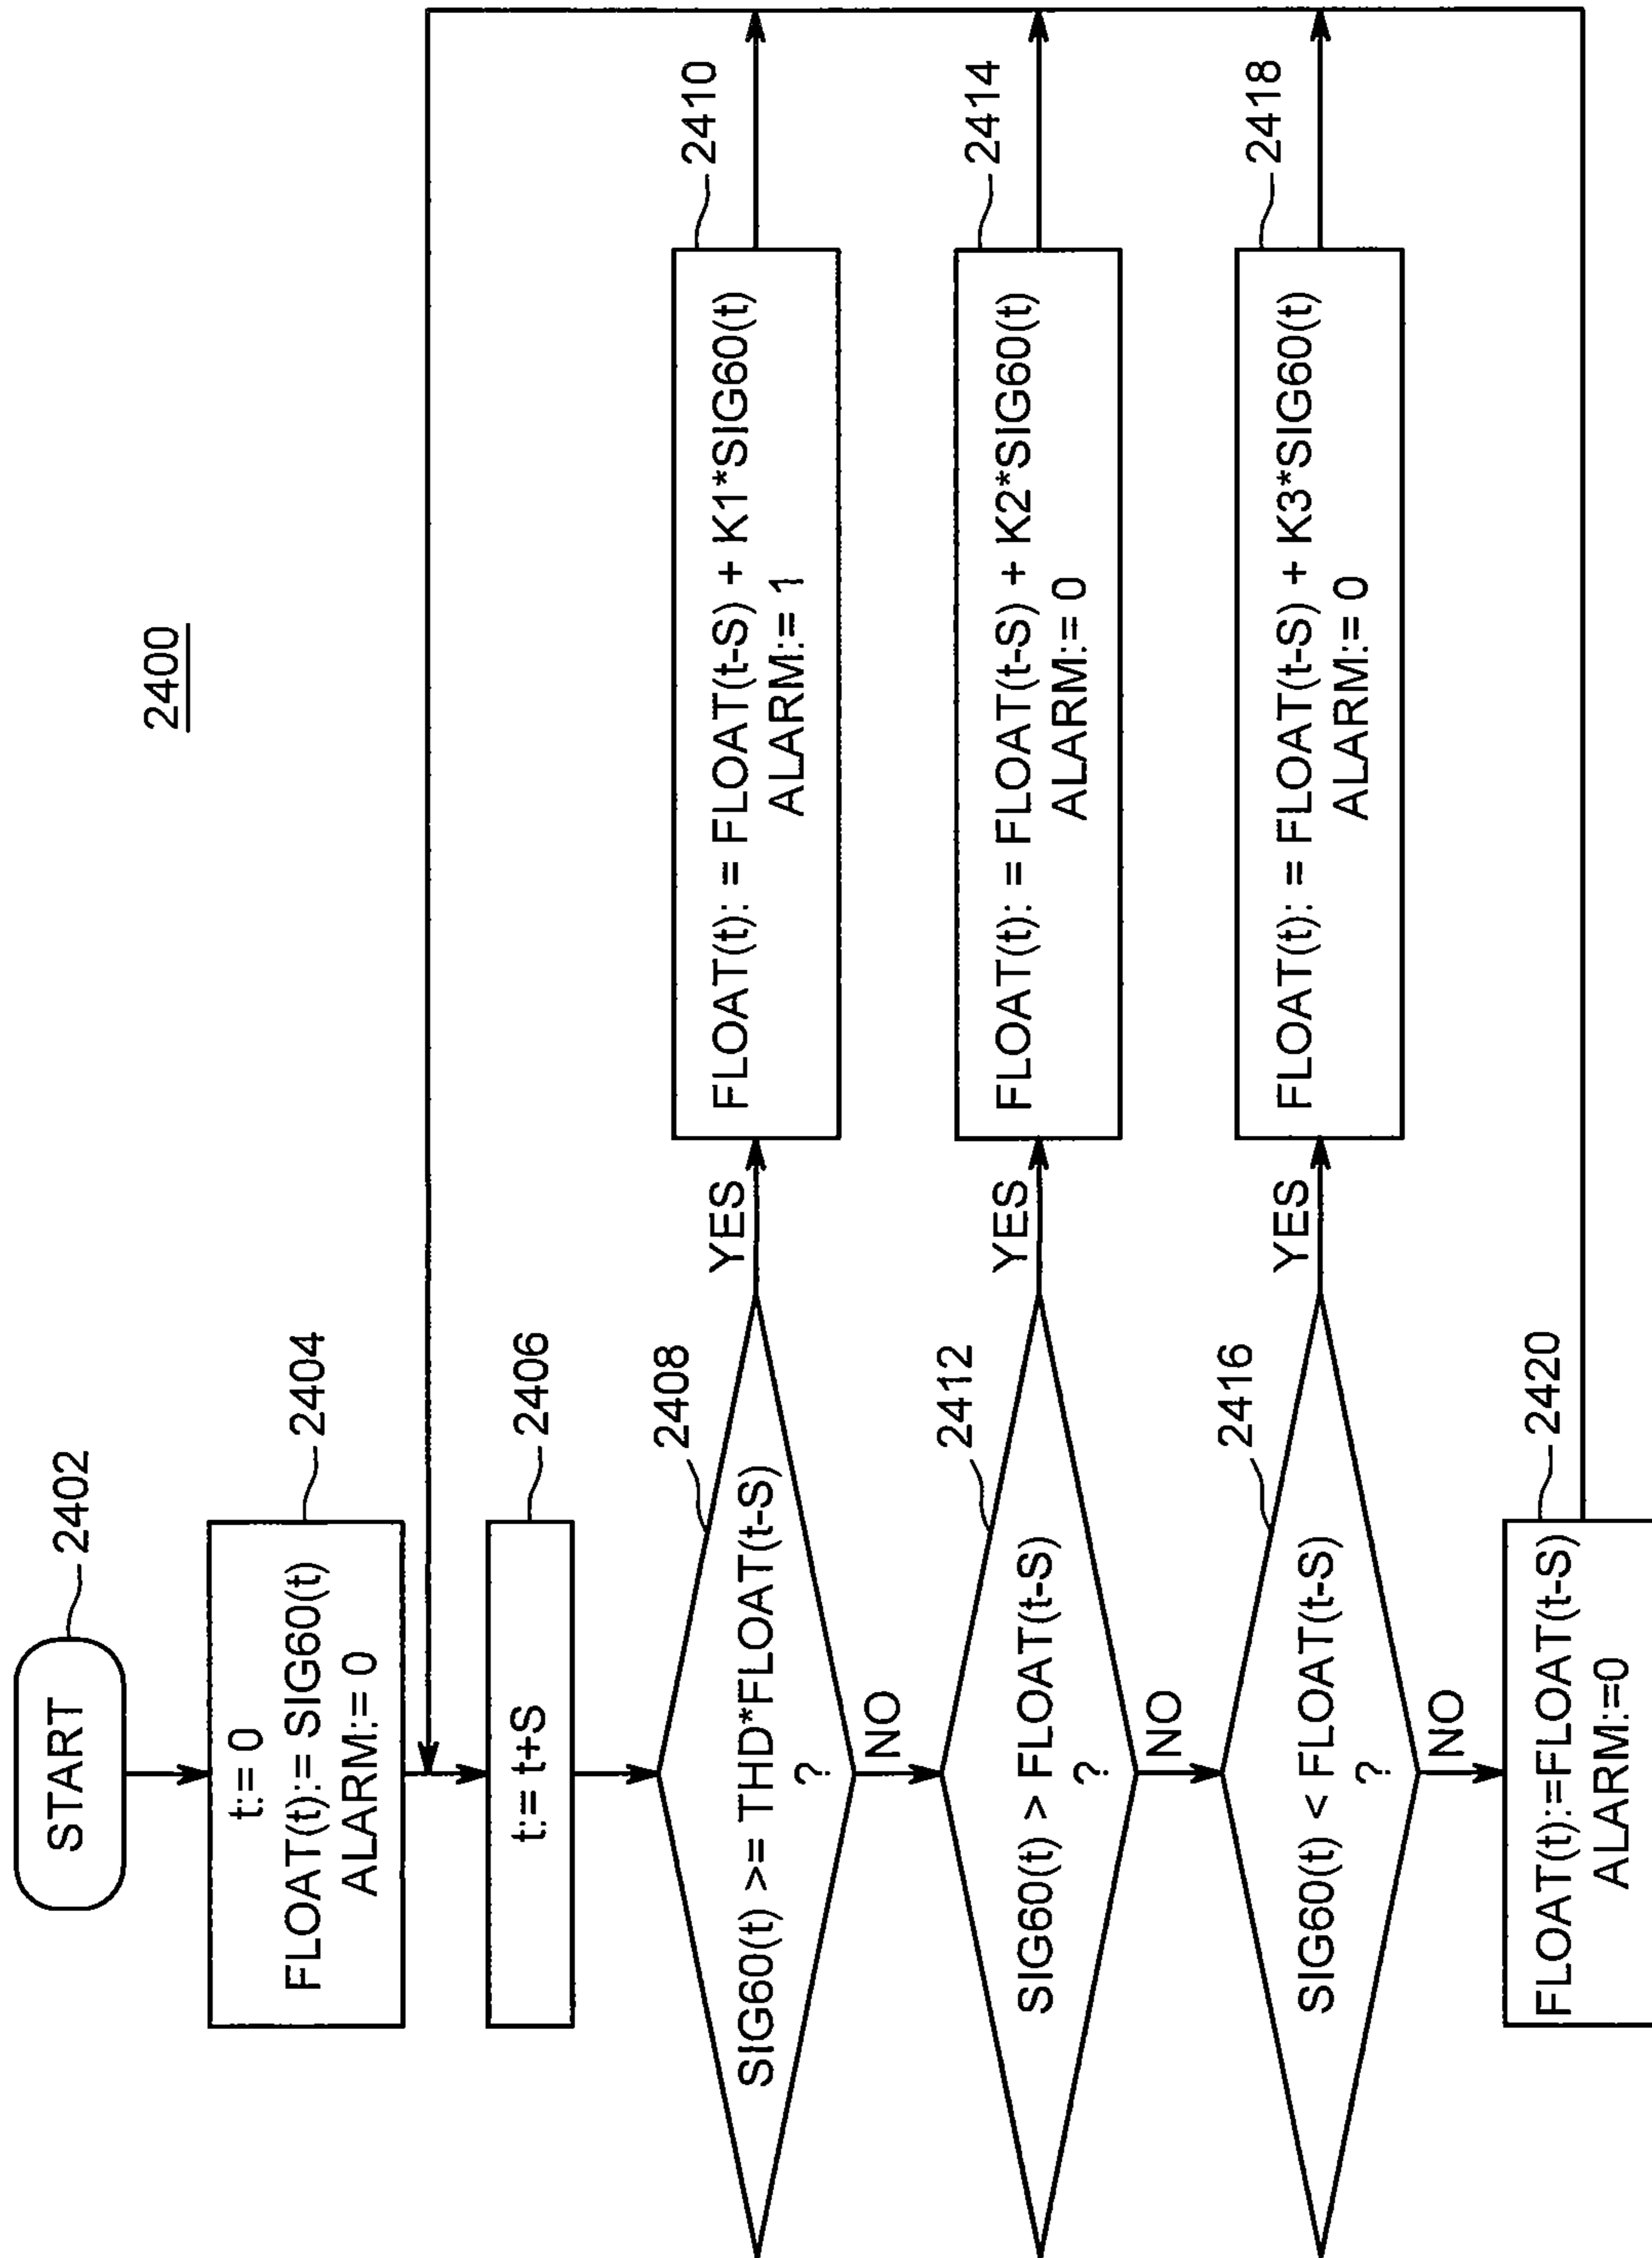 2400
START
2402
t:= 0
FLOAT(t):= SIG60(t)
ALARM:= 0
2404
t:= t+S
2406
SIG60(t) >= THD*FLOAT(t-S)
?
2408
YES
FLOAT(t): = FLOAT(t-S) + K1*SIG60(t)
ALARM:= 1
2410
NO
SIG60(t) > FLOAT(t-S)
?
2412
YES
FLOAT(t): = FLOAT(t-S) + K2*SIG60(t)
ALARM:= 0
2414
NO
SIG60(t) < FLOAT(t-S)
?
2416
YES
FLOAT(t): = FLOAT(t-S) + K3*SIG60(t)
ALARM:= 0
2418
NO
FLOAT(t):=FLOAT(t-S)
ALARM:=0
2420